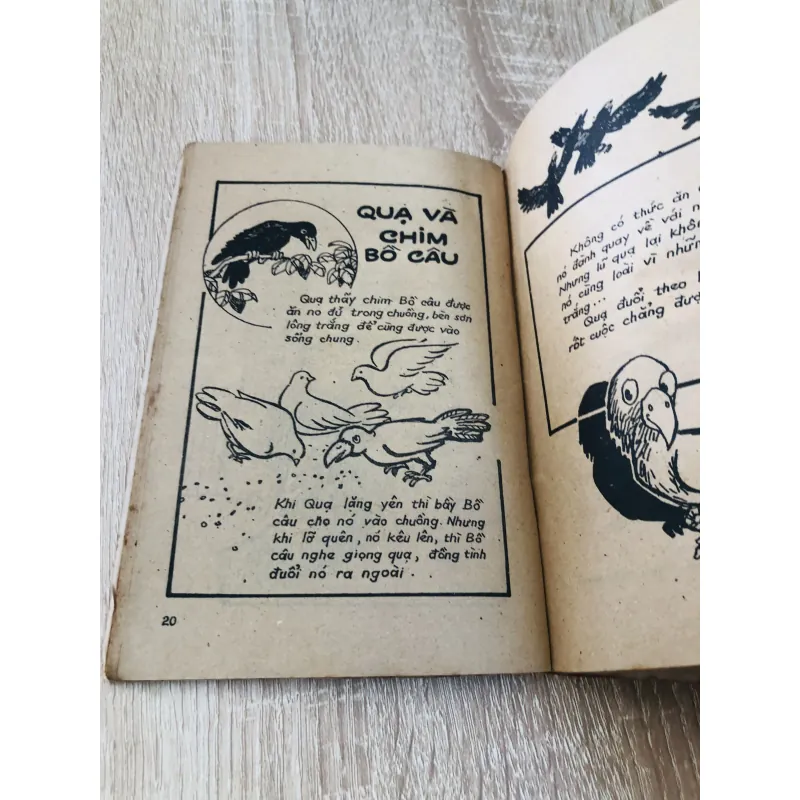 QUẠ VÀ
CHIM
BỒ CÂU
Quạ thấy chim Bồ câu được
ăn no đủ trong chuồng, bèn sơn
lông trắng để cũng được vào
sống chung.
Khi Quạ lặng yên thì bầy Bồ
câu cho nó vào chuồng. Nhưng
khi lỡ quên, nó kêu lên, thì Bồ
câu nghe giọng quạ, đồng tình
đuổi nó ra ngoài.
20
Không có thức ăn
nó đành quay về với
Nhưng lũ quạ lại
nó cùng loài vì những
trắng...
Quạ đuổi theo
rốt cuộc chẳng được